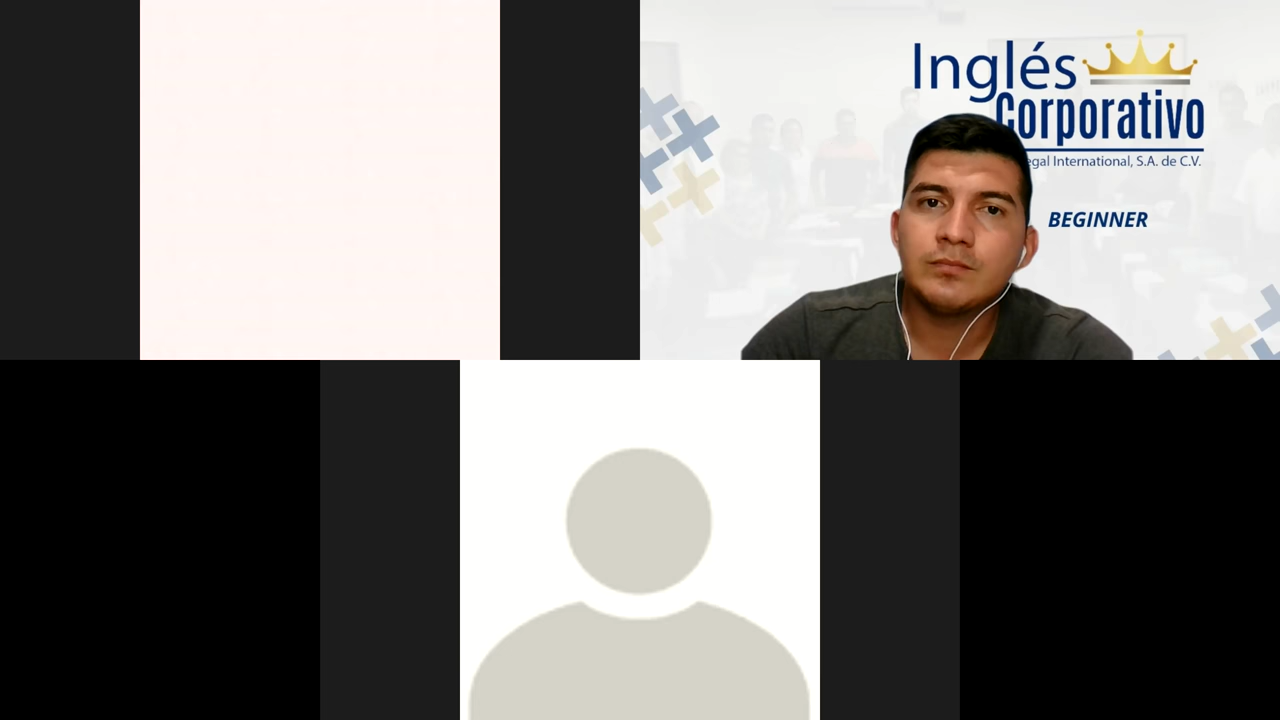 Inglés
Corporativo
egal International, S.A. de C.V.
BEGINNER